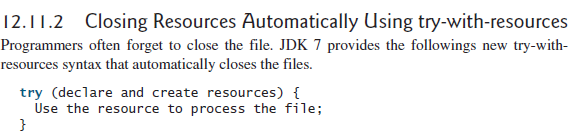 12.11.2 Closing Resources Automatically Using try-with-resources
Programmers often forget to close the file. JDK 7 provides the followings new try-with-
resources syntax that automatically closes the files.
try (declare and create resources) {
  Use the resource to process the file;
}